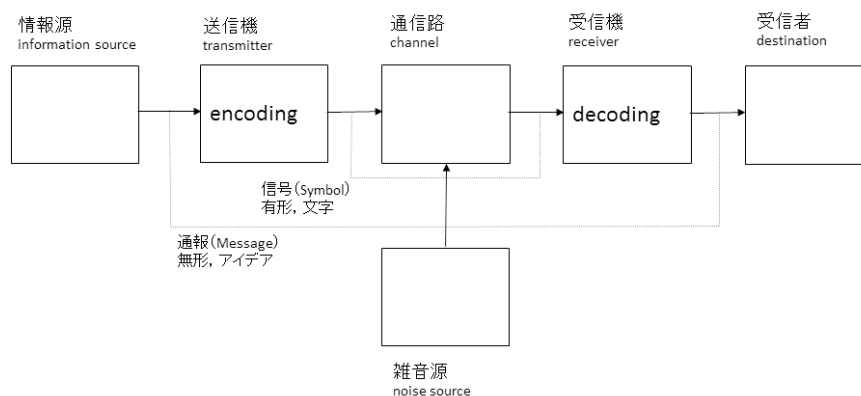 情報源
information source
送信機
transmitter
通信路
channel
受信機
receiver
受信者
destination
encoding
decoding
信号(Symbol)
有形, 文字
通報(Message)
無形, アイデア
雑音源
noise source